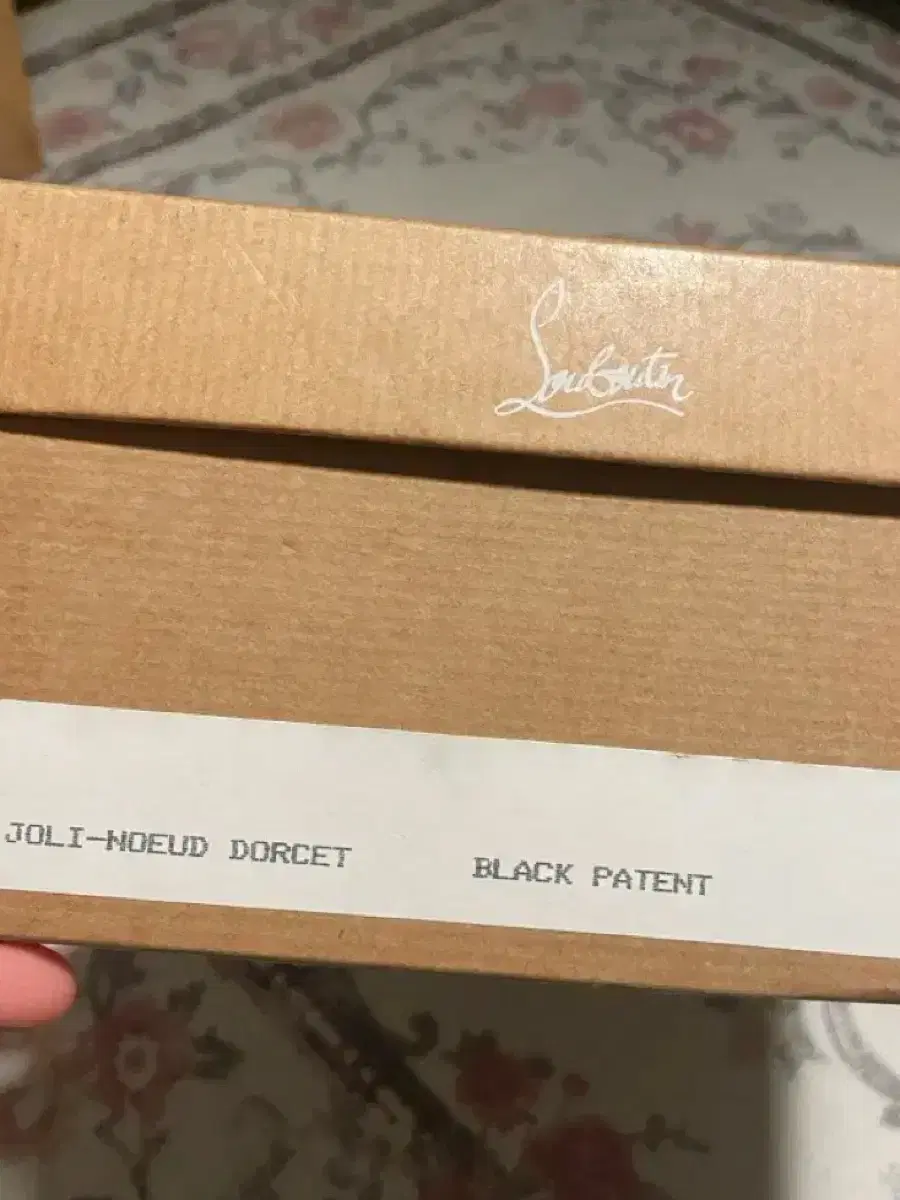 Louboutin
JOLI-NOEUD DORCET BLACK PATENT